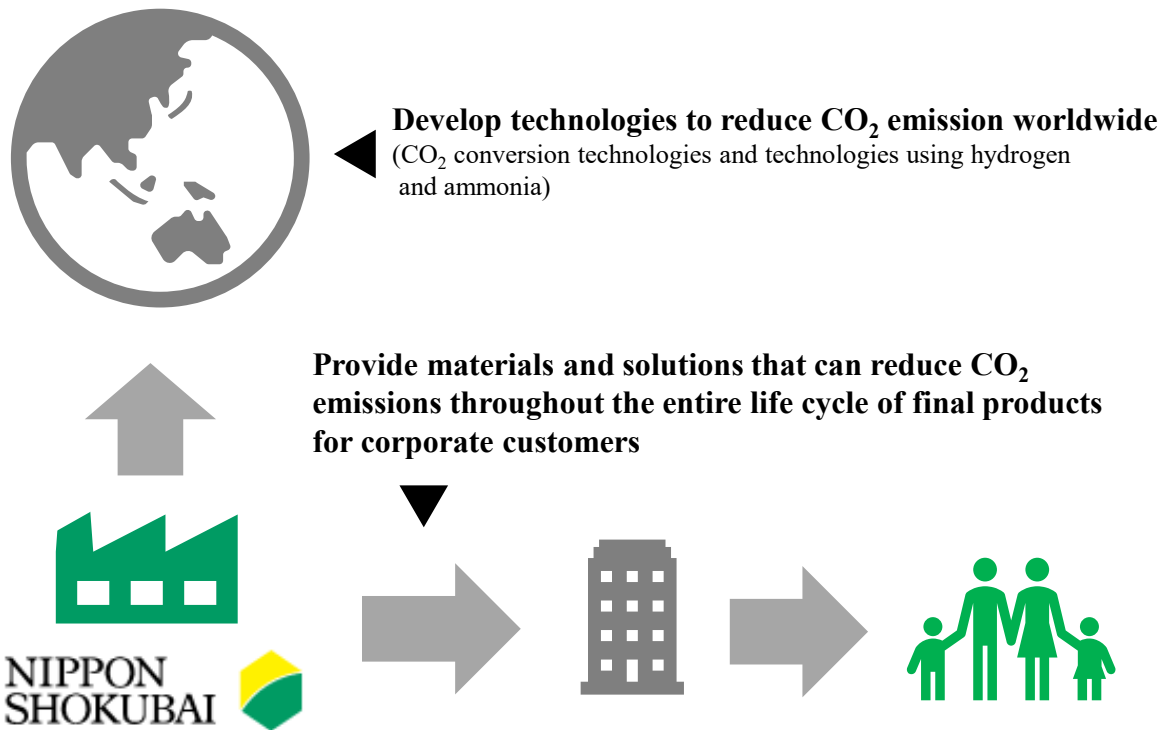 Develop technologies to reduce CO₂ emission worldwide
(CO₂ conversion technologies and technologies using hydrogen
and ammonia)
Provide materials and solutions that can reduce CO₂
emissions throughout the entire life cycle of final products
for corporate customers
NIPPON
SHOKUBAI